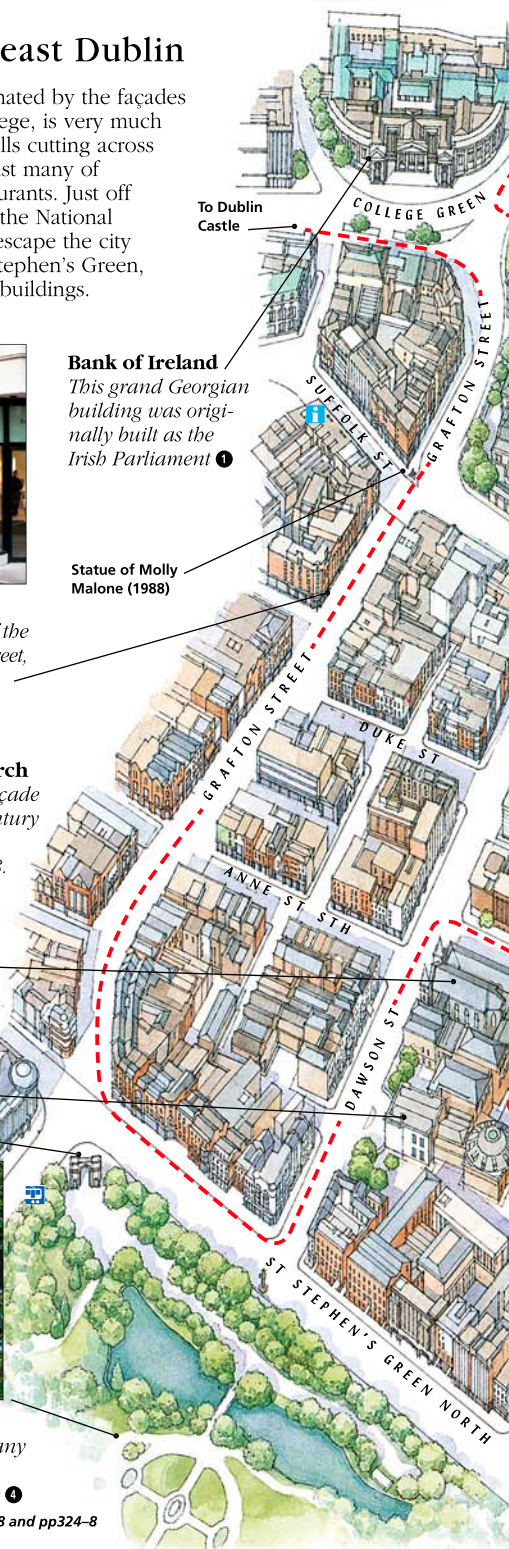 east Dublin
nated by the façades
ege, is very much
lls cutting across
st many of
urants. Just off
the National
escape the city
tephen's Green,
buildings.
To Dublin
Castle
COLLEGE GREEN
Bank of Ireland
This grand Georgian
building was origi-
nally built as the
Irish Parliament 1
SUFFOLK ST
i
GRAFTON STREET
Statue of Molly
Malone (1988)
the
reet,
GRAFTON STREET
DUKE ST
rch
çade
ntury
3.
ANNE ST STH
DAWSON ST
ST STEPHEN'S GREEN NORTH
any
4
8 and pp324–8